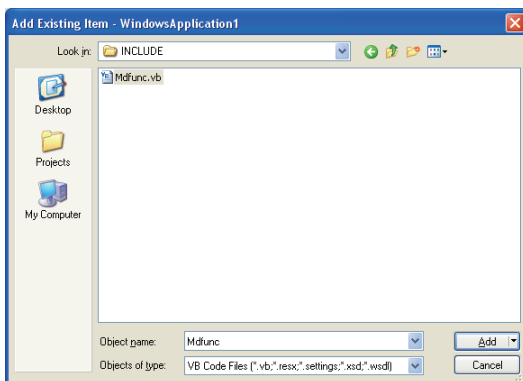 Add Existing Item - WindowsApplication1
Look in: INCLUDE
Mdfunc.vb
Desktop
Projects
My Computer
Object name: Mdfunc Add
Objects of type: VB Code Files (*.vb;*.resx;*.settings;*.xsd;*.wsdl) Cancel